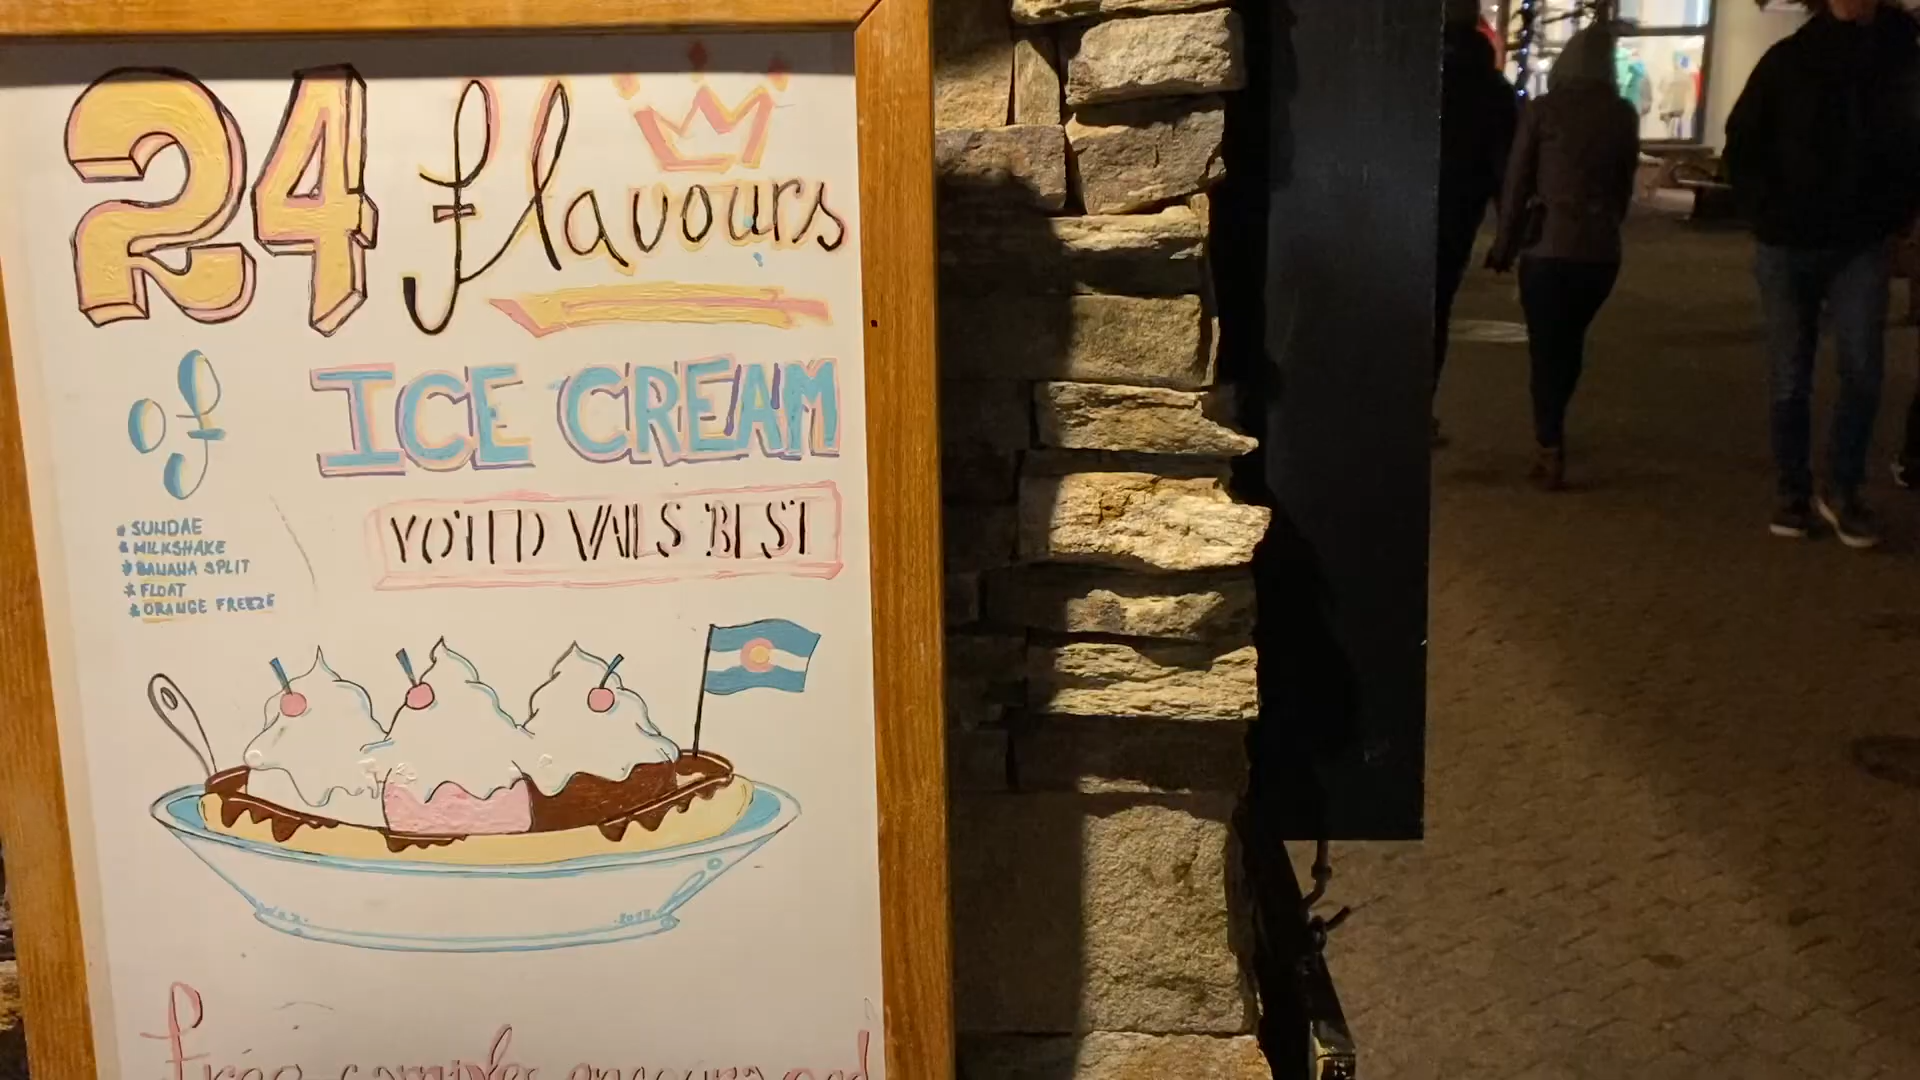 24 flavours
of ICE CREAM
VOTED VAILS BEST
• SUNDAE
• MILKSHAKE
• BANANA SPLIT
• FLOAT
• ORANGE FREEZE
free samples encouraged